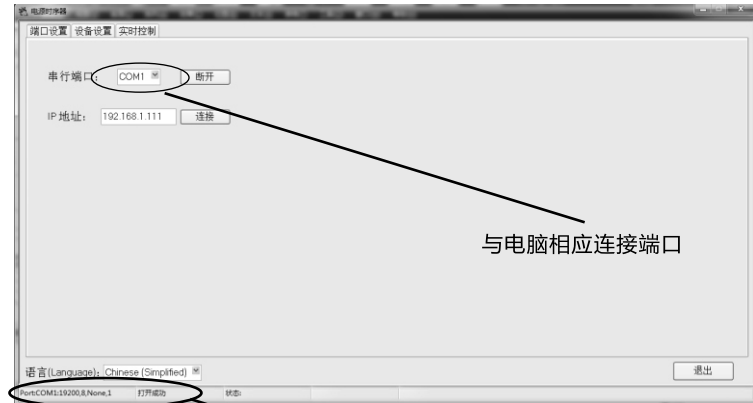 电源时序器
端口设置 设备设置 实时控制
串行端口： COM1 断开
IP地址： 192.168.1.111 连接
与电脑相应连接端口
语言(Language): Chinese (Simplified) 退出
Port:COM1:19200,8,None,1 打开成功 状态: